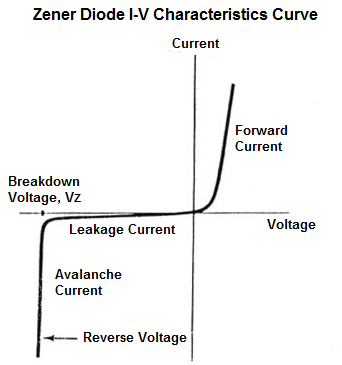 Zener Diode I-V Characteristics Curve
Current
Forward
Current
Breakdown
Voltage, Vz
Leakage Current
Voltage
Avalanche
Current
Reverse Voltage